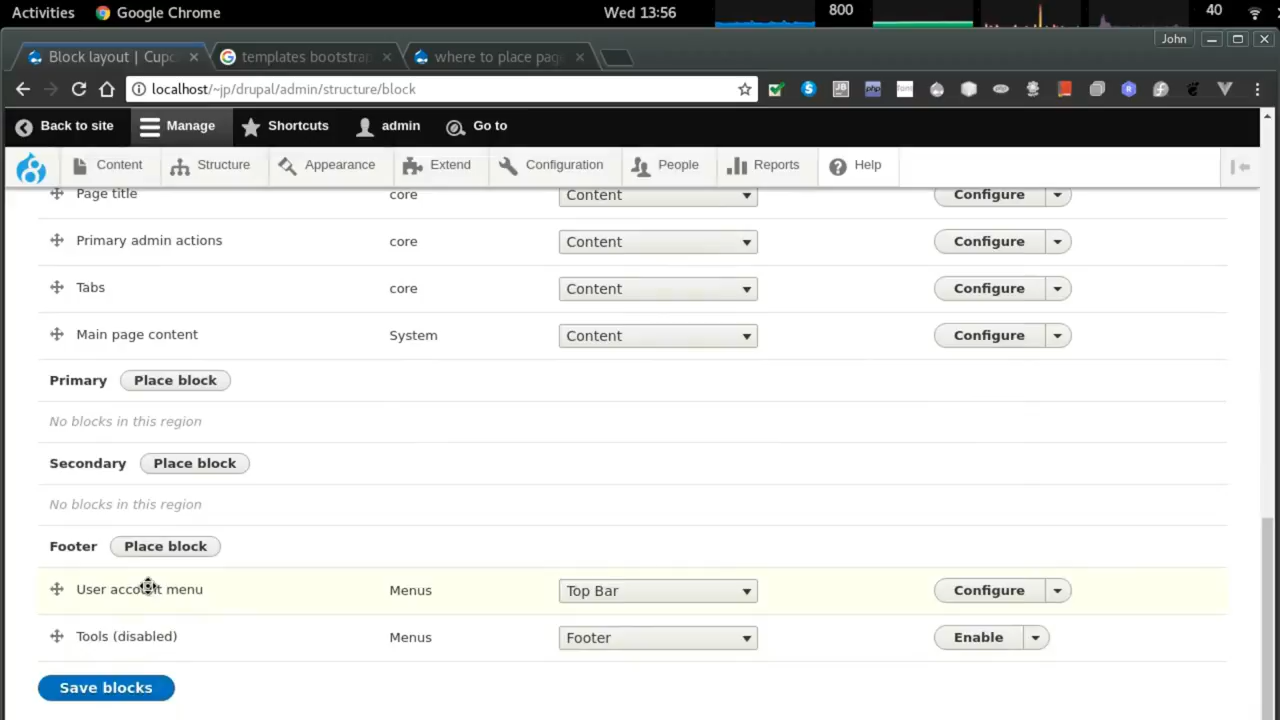 Activities Google Chrome Wed 13:56 800 40
John
Block layout | Cupc templates bootstra where to place pag
localhost/~jp/drupal/admin/structure/block
Back to site Manage Shortcuts admin Go to
Content Structure Appearance Extend Configuration People Reports Help
Page title core Content Configure
Primary admin actions core Content Configure
Tabs core Content Configure
Main page content System Content Configure
Primary Place block
No blocks in this region
Secondary Place block
No blocks in this region
Footer Place block
User account menu Menus Top Bar Configure
Tools (disabled) Menus Footer Enable
Save blocks